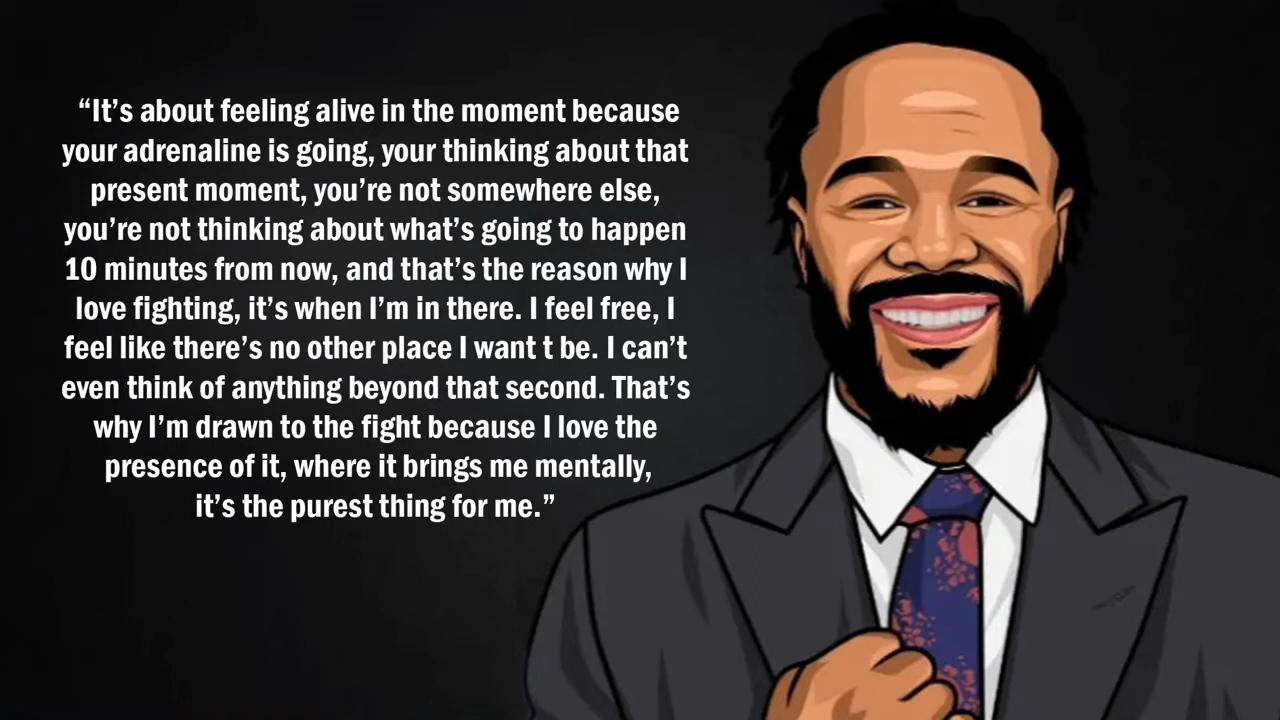 “It’s about feeling alive in the moment because
your adrenaline is going, your thinking about that
present moment, you’re not somewhere else,
you’re not thinking about what’s going to happen
10 minutes from now, and that’s the reason why I
love fighting, it’s when I’m in there. I feel free, I
feel like there’s no other place I want t be. I can’t
even think of anything beyond that second. That’s
why I’m drawn to the fight because I love the
presence of it, where it brings me mentally,
it’s the purest thing for me.”